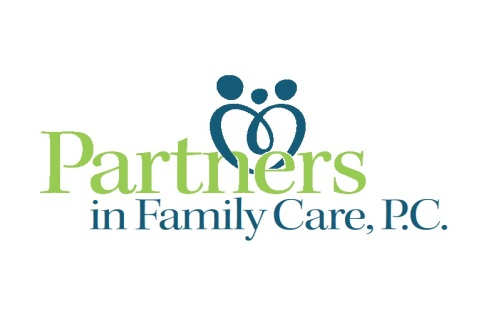 Partners
in Family Care, P.C.